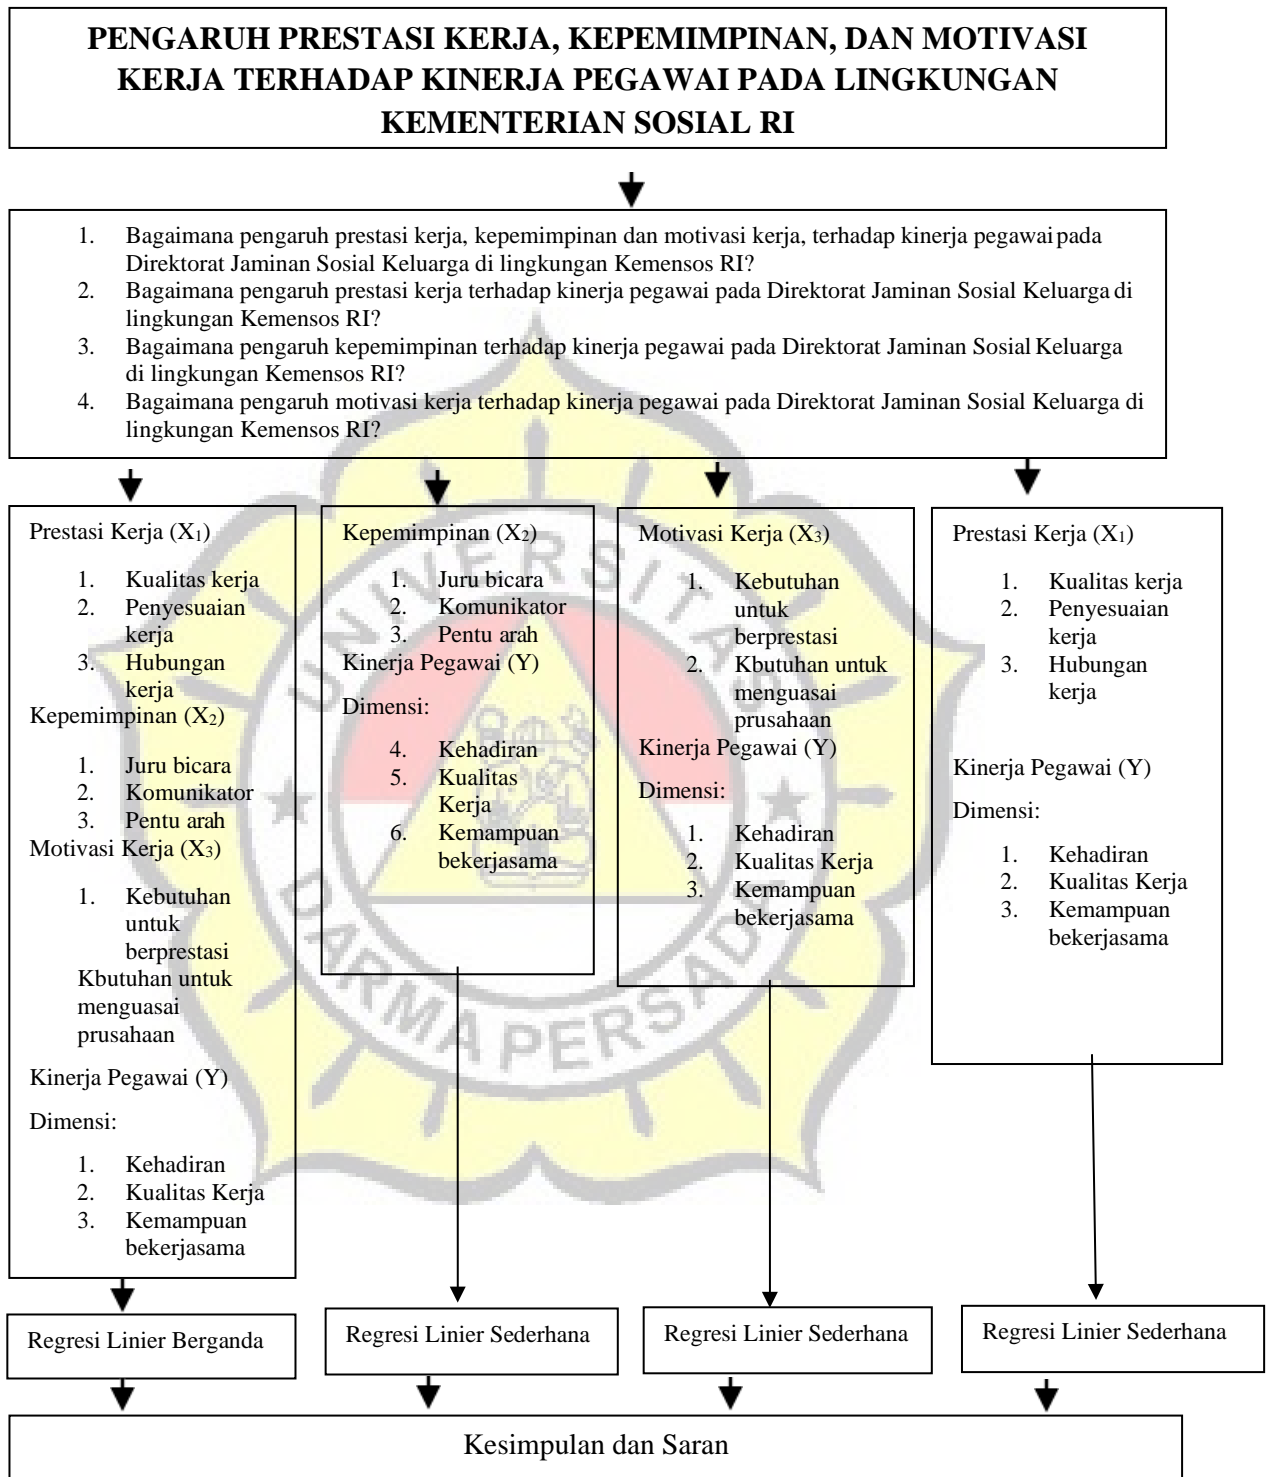 PENGARUH PRESTASI KERJA, KEPEMIMPINAN, DAN MOTIVASI
KERJA TERHADAP KINERJA PEGAWAI PADA LINGKUNGAN
KEMENTERIAN SOSIAL RI
1. Bagaimana pengaruh prestasi kerja, kepemimpinan dan motivasi kerja, terhadap kinerja pegawai pada
Direktorat Jaminan Sosial Keluarga di lingkungan Kemensos RI?
2. Bagaimana pengaruh prestasi kerja terhadap kinerja pegawai pada Direktorat Jaminan Sosial Keluarga di
lingkungan Kemensos RI?
3. Bagaimana pengaruh kepemimpinan terhadap kinerja pegawai pada Direktorat Jaminan Sosial Keluarga
di lingkungan Kemensos RI?
4. Bagaimana pengaruh motivasi kerja terhadap kinerja pegawai pada Direktorat Jaminan Sosial Keluarga di
lingkungan Kemensos RI?
Prestasi Kerja (X1)
1. Kualitas kerja
2. Penyesuaian
kerja
3. Hubungan
kerja
Kepemimpinan (X2)
1. Juru bicara
2. Komunikator
3. Pentu arah
Motivasi Kerja (X3)
1. Kebutuhan
untuk
berprestasi
Kbutuhan untuk
menguasai
prusahaan
Kinerja Pegawai (Y)
Dimensi:
1. Kehadiran
2. Kualitas Kerja
3. Kemampuan
bekerjasama
Kepemimpinan (X2)
1. Juru bicara
2. Komunikator
3. Pentu arah
Kinerja Pegawai (Y)
Dimensi:
4. Kehadiran
5. Kualitas
Kerja
6. Kemampuan
bekerjasama
Motivasi Kerja (X3)
1. Kebutuhan
untuk
berprestasi
2. Kbutuhan untuk
menguasai
prusahaan
Kinerja Pegawai (Y)
Dimensi:
1. Kehadiran
2. Kualitas Kerja
3. Kemampuan
bekerjasama
Prestasi Kerja (X1)
1. Kualitas kerja
2. Penyesuaian
kerja
3. Hubungan
kerja
Kinerja Pegawai (Y)
Dimensi:
1. Kehadiran
2. Kualitas Kerja
3. Kemampuan
bekerjasama
Regresi Linier Berganda
Regresi Linier Sederhana
Regresi Linier Sederhana
Regresi Linier Sederhana
Kesimpulan dan Saran
UNIVERSITAS
DARMA PERSADA